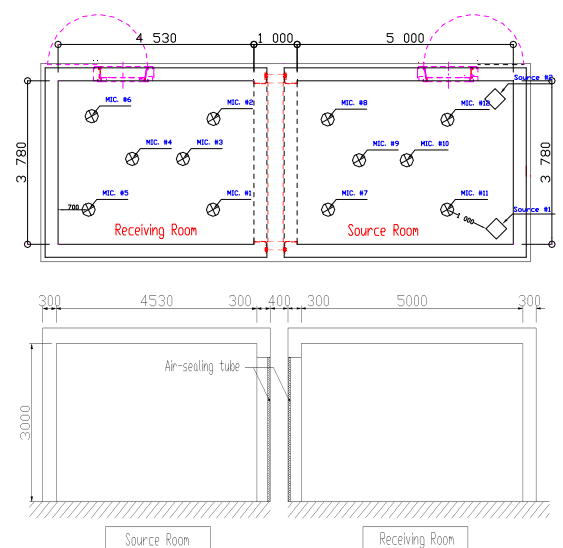 4 530
1 000
5 000
Source #2
MIC. #6
MIC. #2
MIC. #8
MIC. #12
MIC. #4
MIC. #3
MIC. #9
MIC. #10
3 780
3 780
MIC. #5
MIC. #1
MIC. #7
MIC. #11
700
1 000
Source #1
Receiving Room
Source Room
300
4530
300
400
300
5000
300
Air-sealing tube
3000
Source Room
Receiving Room